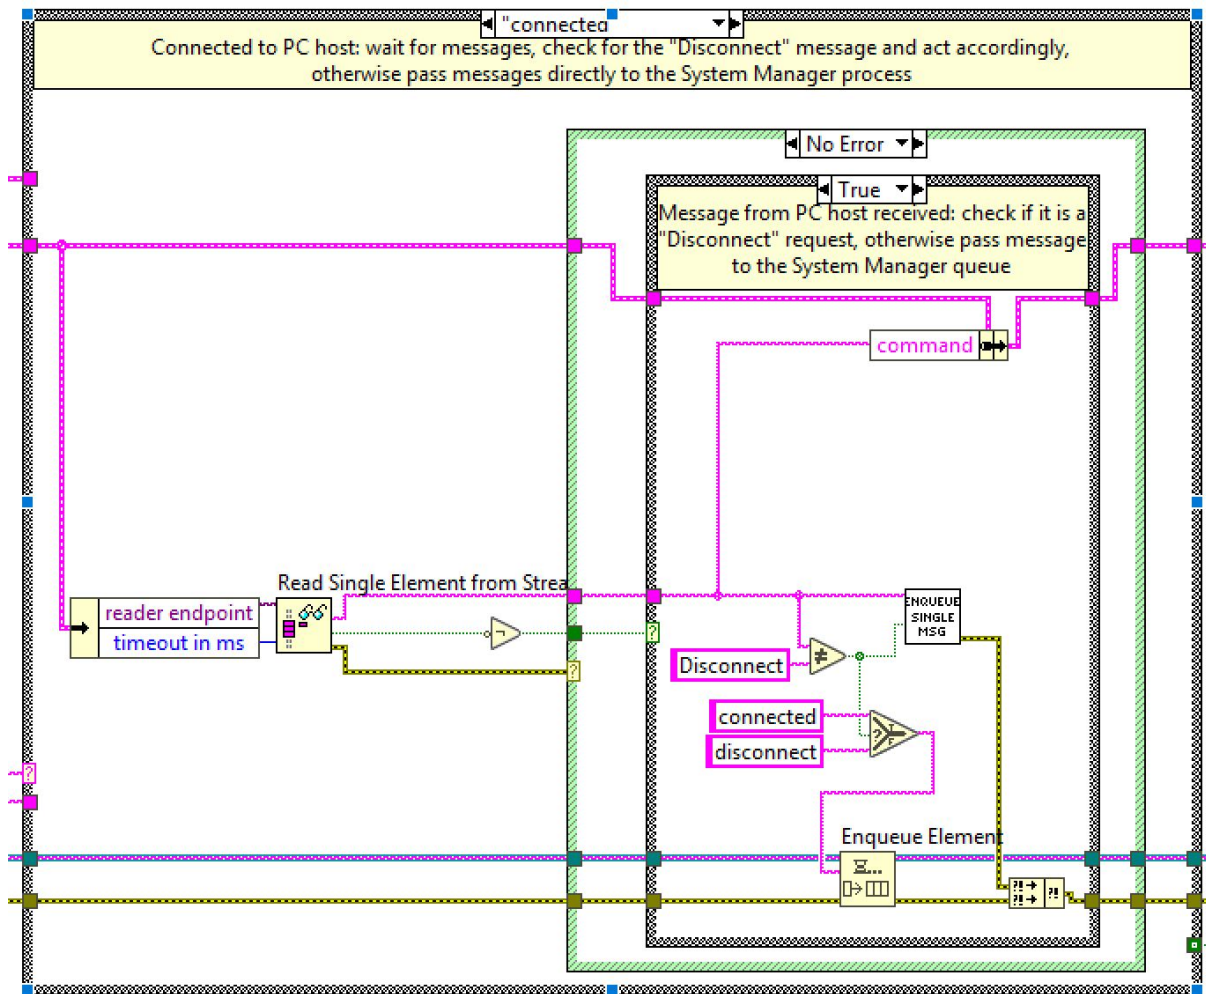 "connected
Connected to PC host: wait for messages, check for the "Disconnect" message and act accordingly,
otherwise pass messages directly to the System Manager process
No Error
True
Message from PC host received: check if it is a
"Disconnect" request, otherwise pass message
to the System Manager queue
command
Read Single Element from Strea
reader endpoint
timeout in ms
ENQUEUE
SINGLE
MSG
Disconnect
connected
disconnect
Enqueue Element